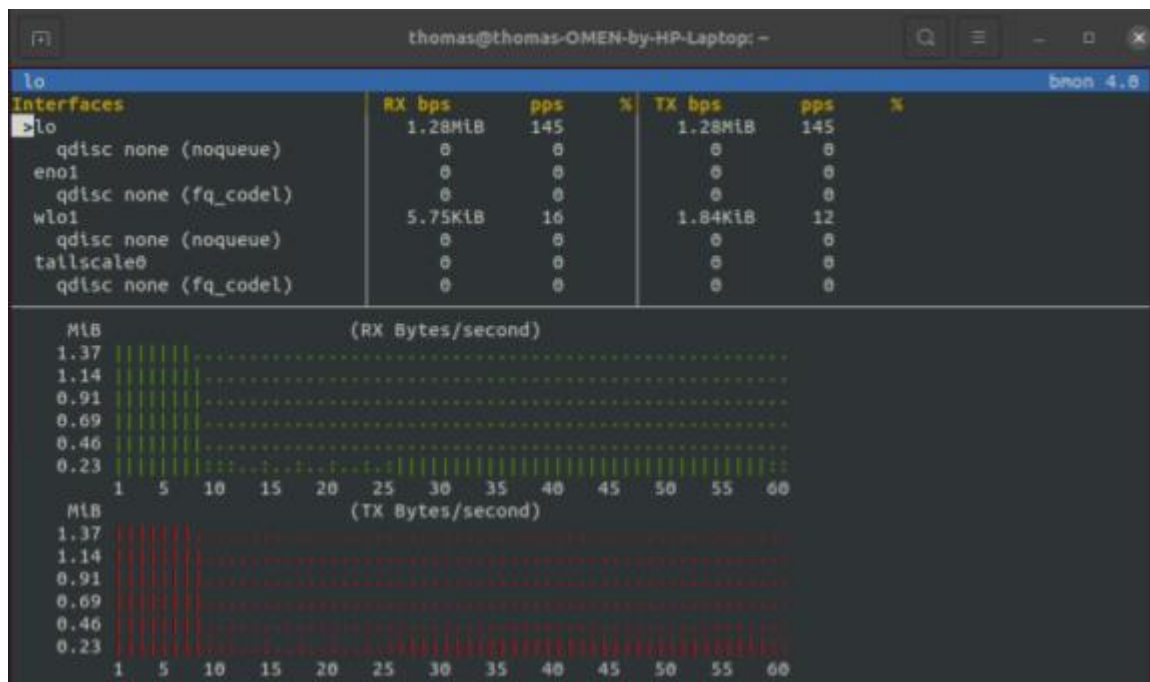 thomas@thomas-OMEN-by-HP-Laptop: ~
lo bmon 4.0
Interfaces RX bps pps % TX bps pps %
>lo 1.28MiB 145 1.28MiB 145
qdisc none (noqueue) 0 0 0 0
eno1 0 0 0 0
qdisc none (fq_codel) 0 0 0 0
wlo1 5.75KiB 16 1.84KiB 12
qdisc none (noqueue) 0 0 0 0
tailscale0 0 0 0 0
qdisc none (fq_codel) 0 0 0 0
MiB (RX Bytes/second)
1.37
1.14
0.91
0.69
0.46
0.23
1 5 10 15 20 25 30 35 40 45 50 55 60
MiB (TX Bytes/second)
1.37
1.14
0.91
0.69
0.46
0.23
1 5 10 15 20 25 30 35 40 45 50 55 60